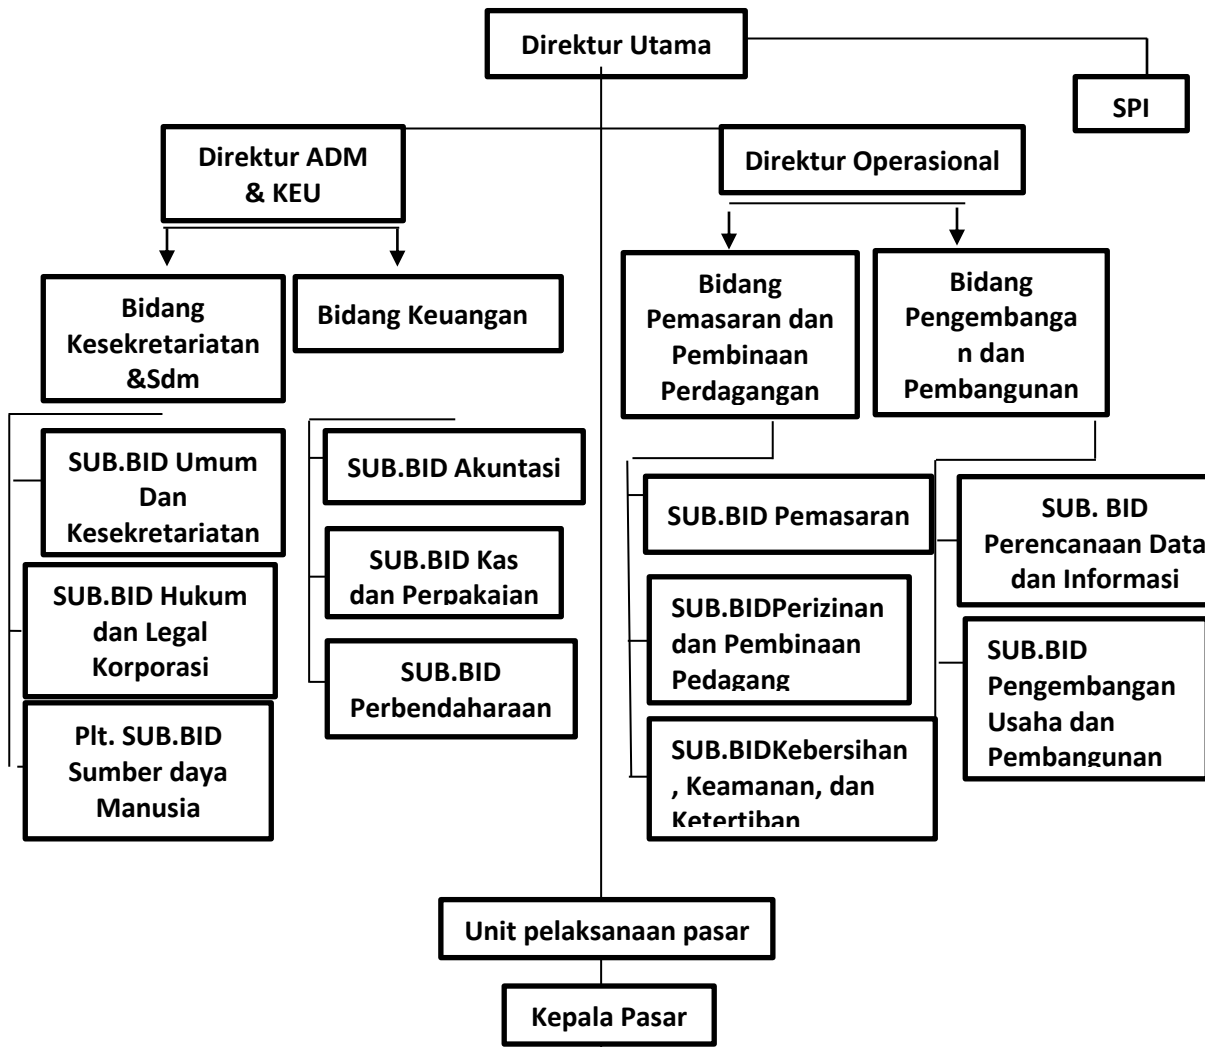 Direktur Utama
SPI
Direktur ADM
& KEU
Direktur Operasional
Bidang
Kesekretariatan
&Sdm
Bidang Keuangan
Bidang
Pemasaran dan
Pembinaan
Perdagangan
Bidang
Pengembanga
n dan
Pembangunan
SUB.BID Umum
Dan
Kesekretariatan
SUB.BID Hukum
dan Legal
Korporasi
Plt. SUB.BID
Sumber daya
Manusia
SUB.BID Akuntasi
SUB.BID Kas
dan Perpakaian
SUB.BID
Perbendaharaan
SUB.BID Pemasaran
SUB.BIDPerizinan
dan Pembinaan
Pedagang
SUB.BIDKebersihan
, Keamanan, dan
Ketertiban
SUB. BID
Perencanaan Data
dan Informasi
SUB.BID
Pengembangan
Usaha dan
Pembangunan
Unit pelaksanaan pasar
Kepala Pasar